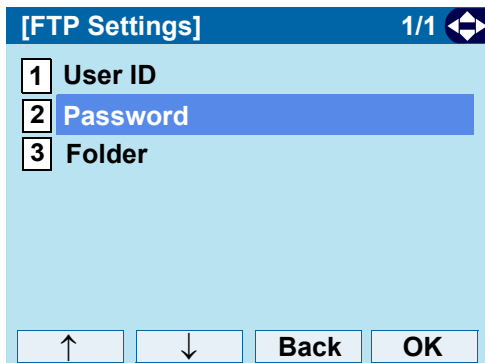 [FTP Settings] 1/1
1 User ID
2 Password
3 Folder
↑ ↓ Back OK